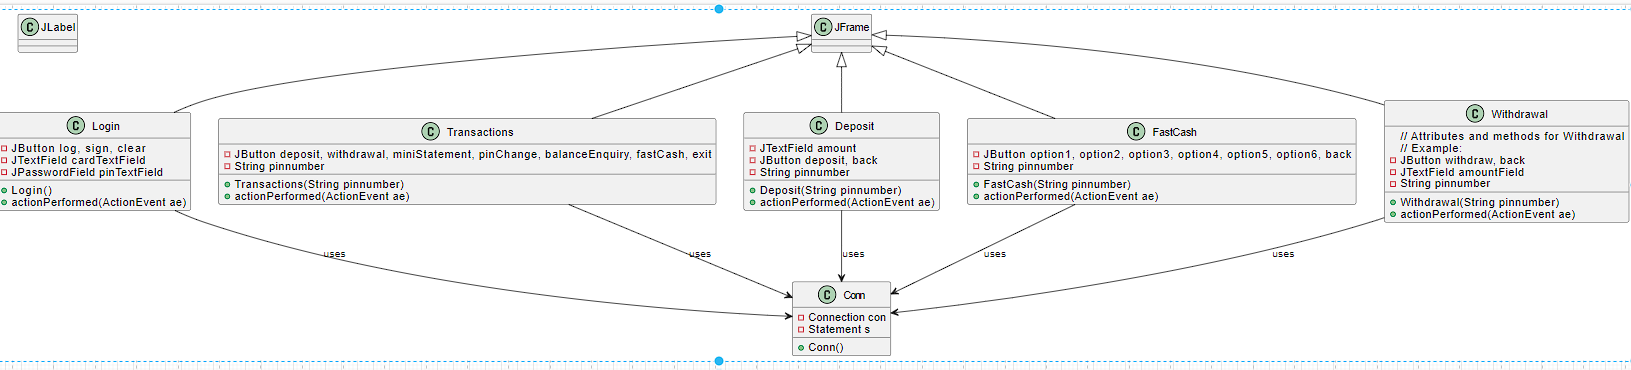 C JLabel
C JFrame
C Login
JButton log, sign, clear
JTextField cardTextField
JPasswordField pinTextField
Login()
actionPerformed(ActionEvent ae)
C Transactions
JButton deposit, withdrawal, miniStatement, pinChange, balanceEnquiry, fastCash, exit
String pinnumber
Transactions(String pinnumber)
actionPerformed(ActionEvent ae)
C Deposit
JTextField amount
JButton deposit, back
String pinnumber
Deposit(String pinnumber)
actionPerformed(ActionEvent ae)
C FastCash
JButton option1, option2, option3, option4, option5, option6, back
String pinnumber
FastCash(String pinnumber)
actionPerformed(ActionEvent ae)
C Withdrawal
// Attributes and methods for Withdrawal
// Example:
JButton withdraw, back
JTextField amountField
String pinnumber
Withdrawal(String pinnumber)
actionPerformed(ActionEvent ae)
uses
uses
uses
uses
uses
C Conn
Connection con
Statement s
Conn()